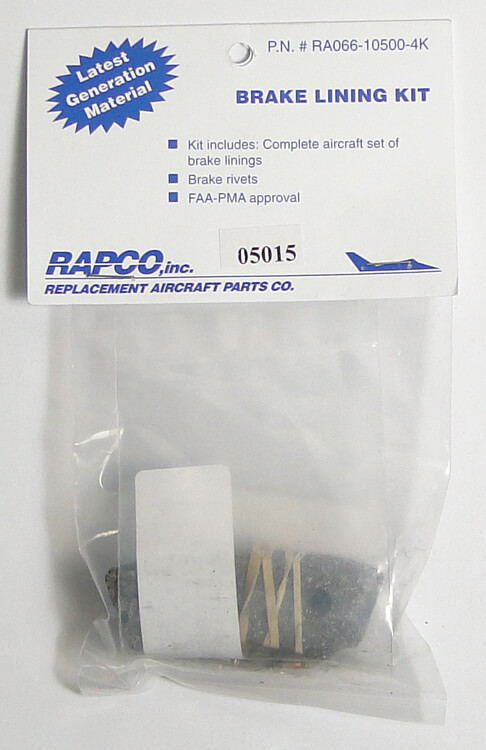 P.N. # RA066-10500-4K
Latest
Generation
Material
BRAKE LINING KIT
Kit includes: Complete aircraft set of
brake linings
Brake rivets
FAA-PMA approval
RAPCO, inc.
05015
REPLACEMENT AIRCRAFT PARTS CO.